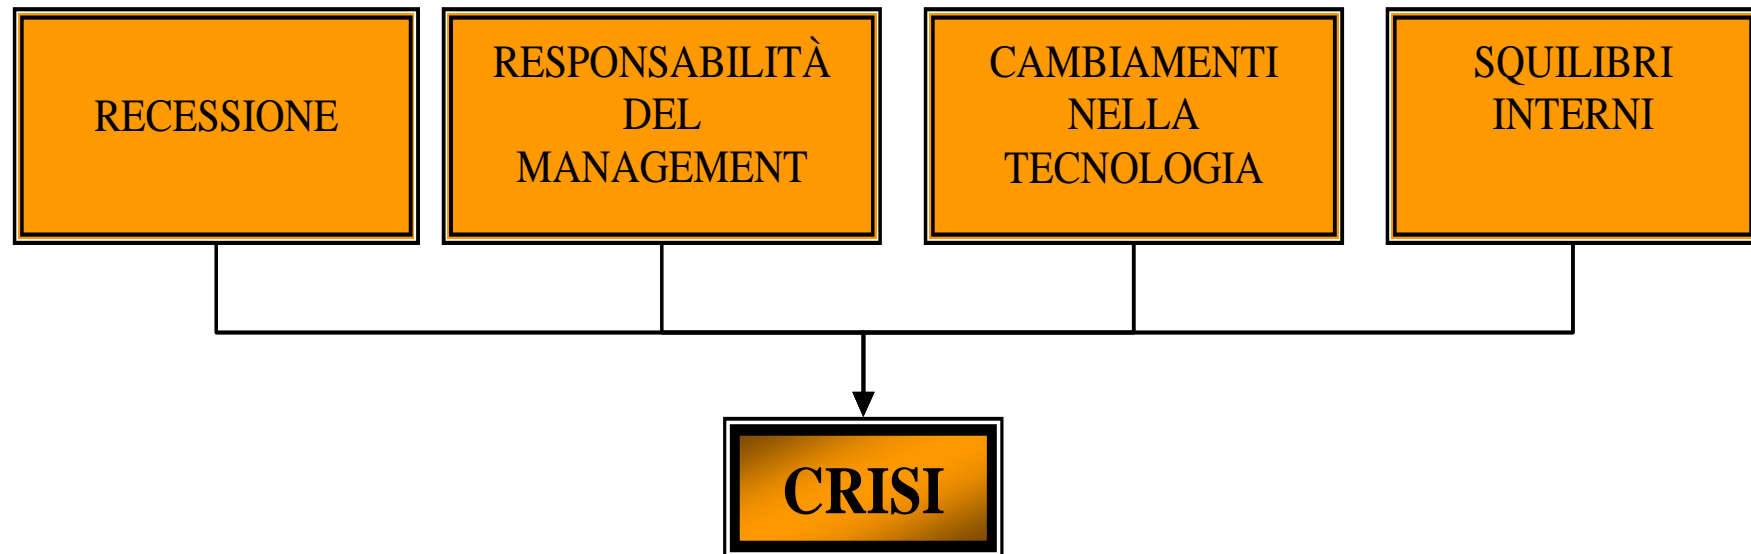 RECESSIONE
RESPONSABILITÀ
DEL
MANAGEMENT
CAMBIAMENTI
NELLA
TECNOLOGIA
SQUILIBRI
INTERNI
CRISI